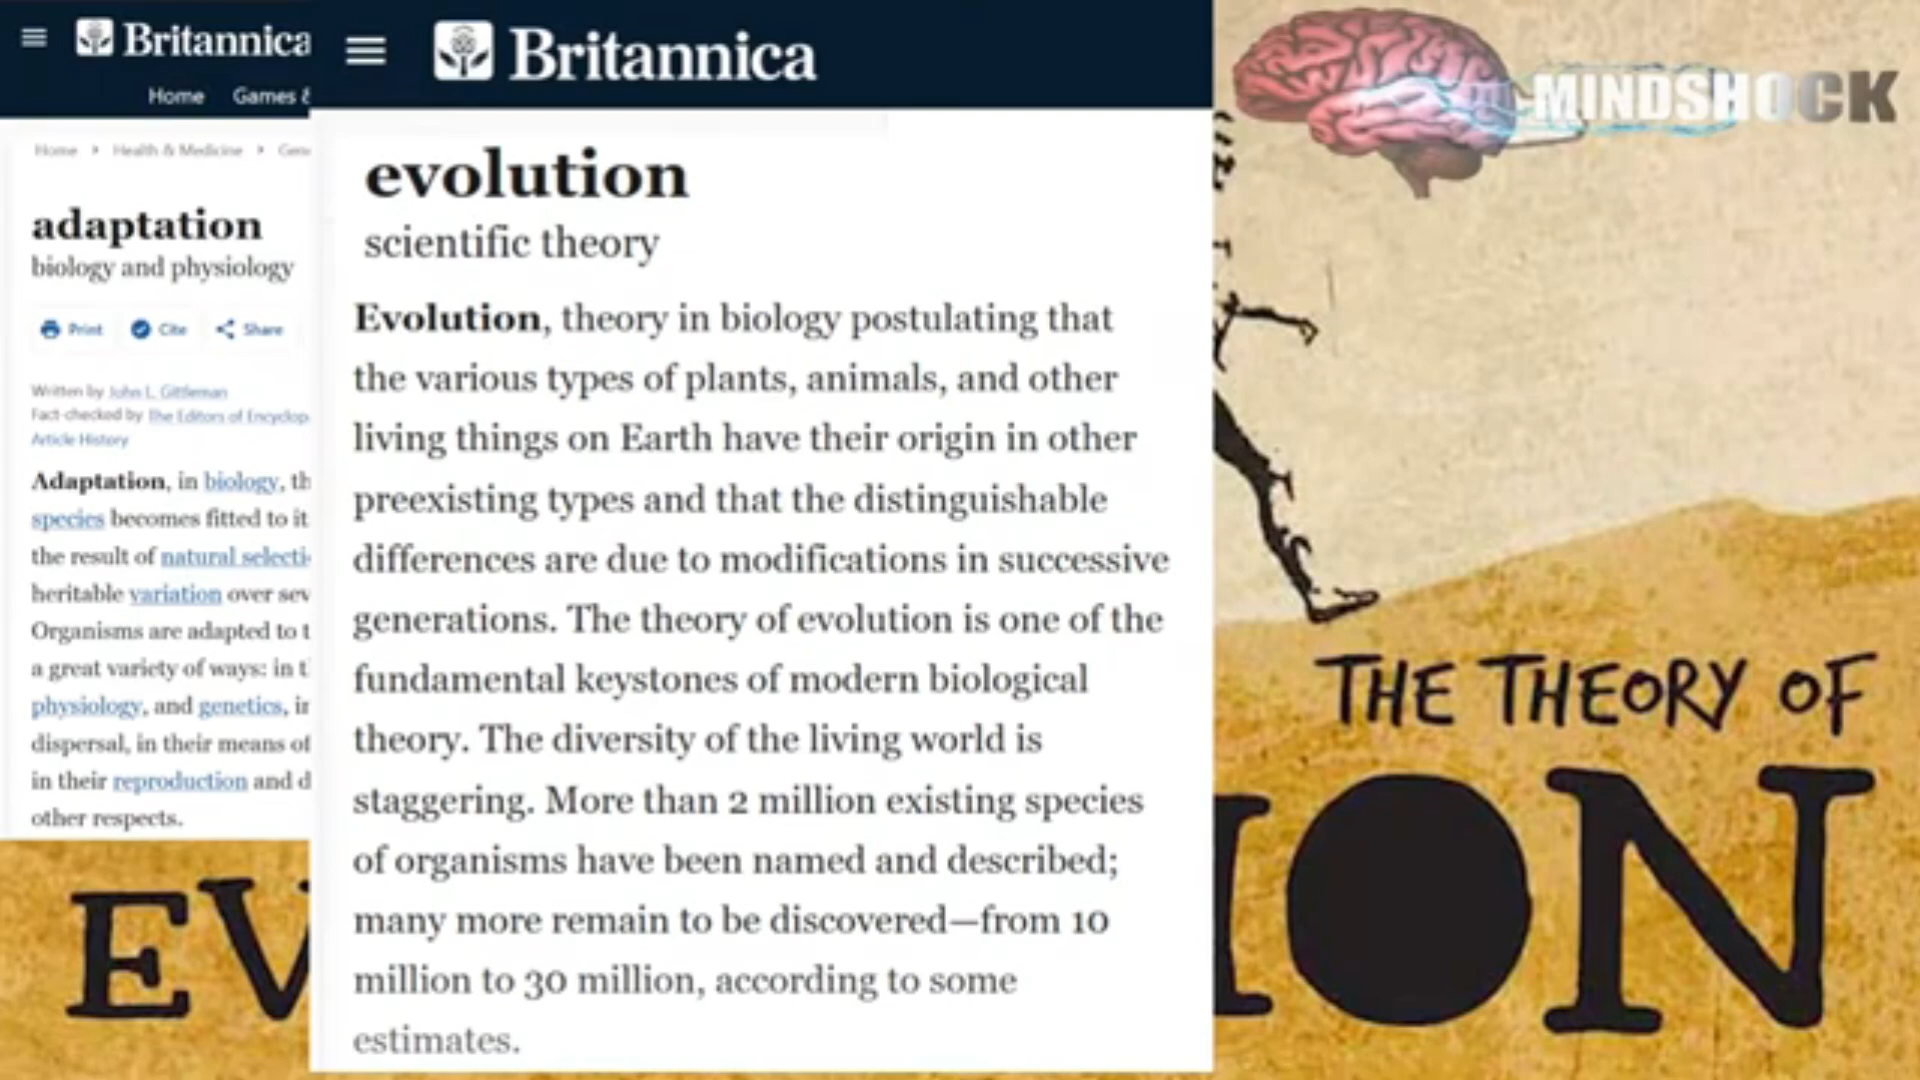 Britannica
Home Games &
Home > Health & Medicine > Gen
adaptation
biology and physiology
Print Cite Share
Written by John L. Gittleman
Fact-checked by The Editors of Encyclop
Article History
Adaptation, in biology, th
species becomes fitted to it
the result of natural selecti
heritable variation over sev
Organisms are adapted to t
a great variety of ways: in t
physiology, and genetics, in
dispersal, in their means of
in their reproduction and d
other respects.
Britannica
evolution
scientific theory
Evolution, theory in biology postulating that
the various types of plants, animals, and other
living things on Earth have their origin in other
preexisting types and that the distinguishable
differences are due to modifications in successive
generations. The theory of evolution is one of the
fundamental keystones of modern biological
theory. The diversity of the living world is
staggering. More than 2 million existing species
of organisms have been named and described;
many more remain to be discovered—from 10
million to 30 million, according to some
estimates.
MINDSHOCK
THE THEORY OF
EV ION